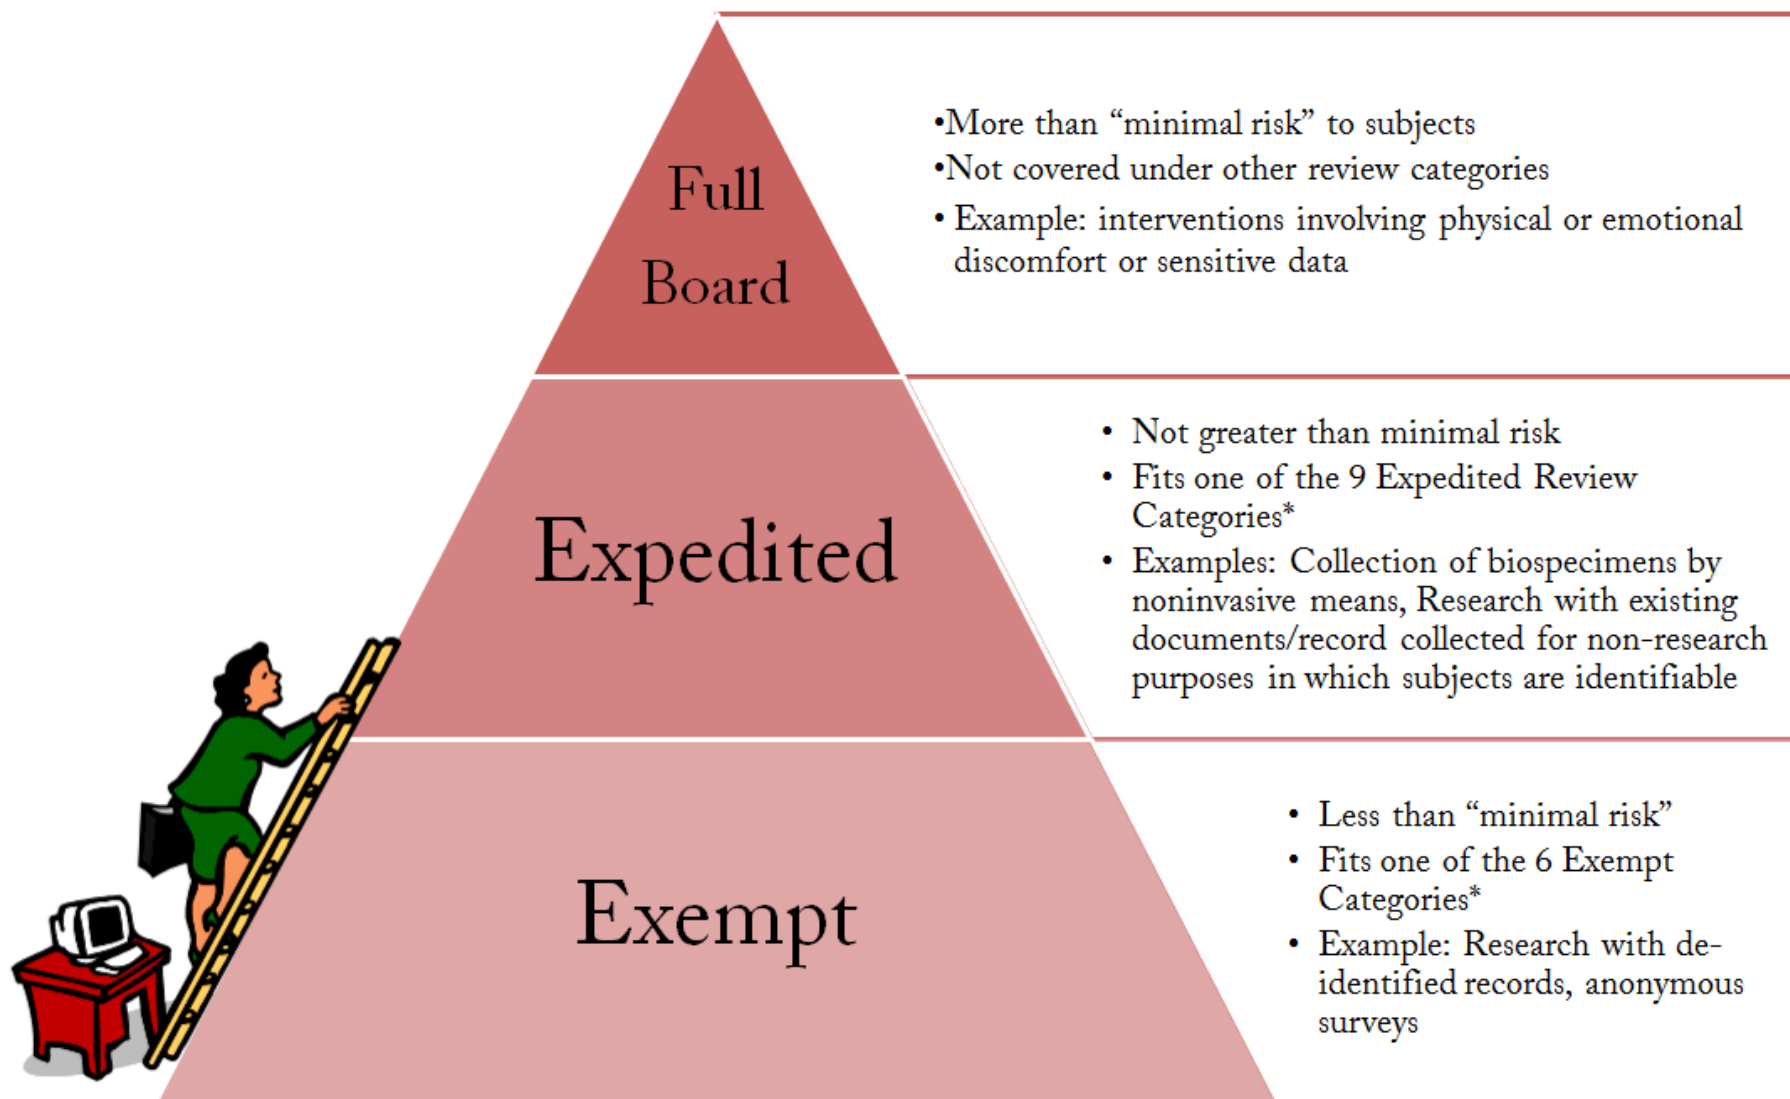 Full
Board
•More than “minimal risk” to subjects
•Not covered under other review categories
• Example: interventions involving physical or emotional
discomfort or sensitive data
Expedited
• Not greater than minimal risk
• Fits one of the 9 Expedited Review
Categories*
• Examples: Collection of biospecimens by
noninvasive means, Research with existing
documents/record collected for non-research
purposes in which subjects are identifiable
Exempt
• Less than “minimal risk”
• Fits one of the 6 Exempt
Categories*
• Example: Research with de-
identified records, anonymous
surveys